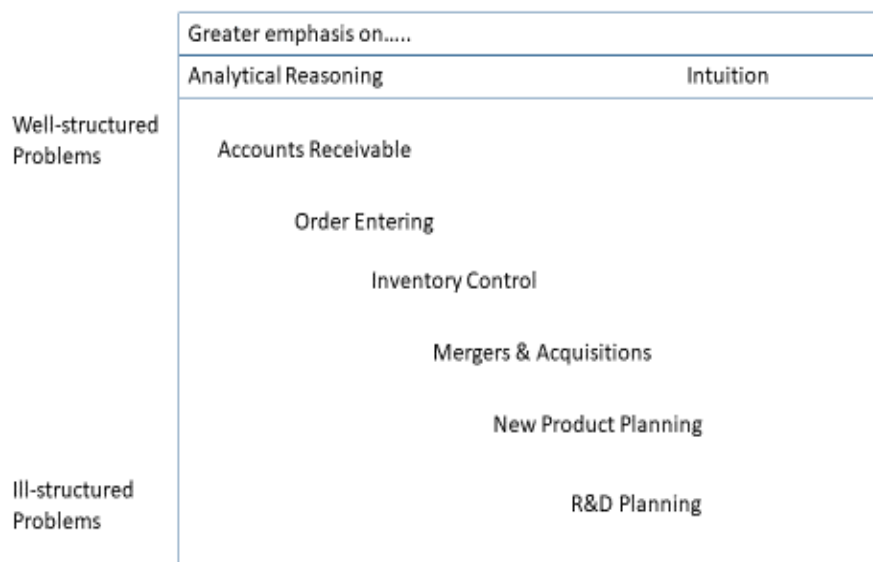 Greater emphasis on.....
Analytical Reasoning Intuition
Well-structured
Problems
Accounts Receivable
Order Entering
Inventory Control
Mergers & Acquisitions
New Product Planning
Ill-structured
Problems
R&D Planning